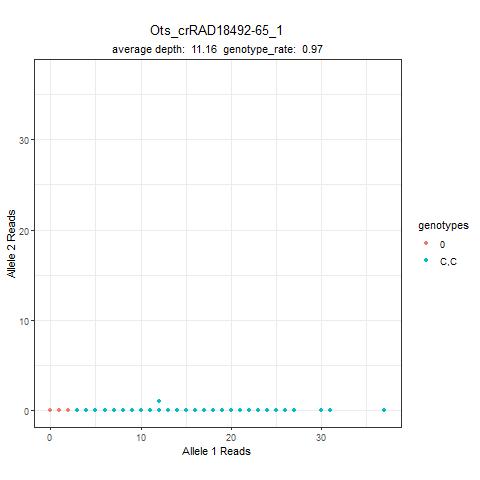 Ots_crRAD18492-65_1
average depth: 11.16 genotype_rate: 0.97
Allele 2 Reads
30
20
10
0
0 10 20 30
Allele 1 Reads
genotypes
0
C,C